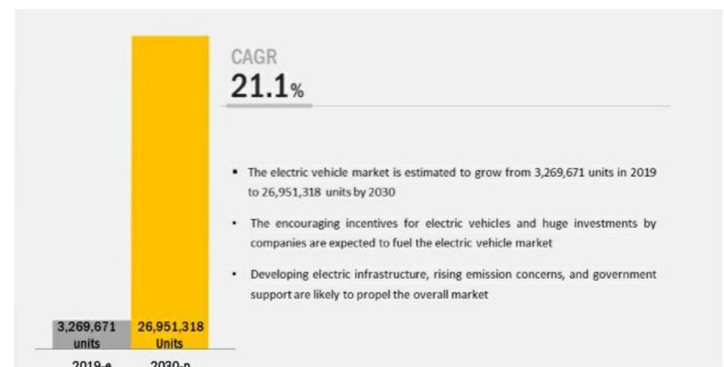 CAGR
21.1%
▪ The electric vehicle market is estimated to grow from 3,269,671 units in 2019
to 26,951,318 units by 2030
• The encouraging incentives for electric vehicles and huge investments by
companies are expected to fuel the electric vehicle market
• Developing electric infrastructure, rising emission concerns, and government
support are likely to propel the overall market
3,269,671 26,951,318
units Units
2019-e 2030-p